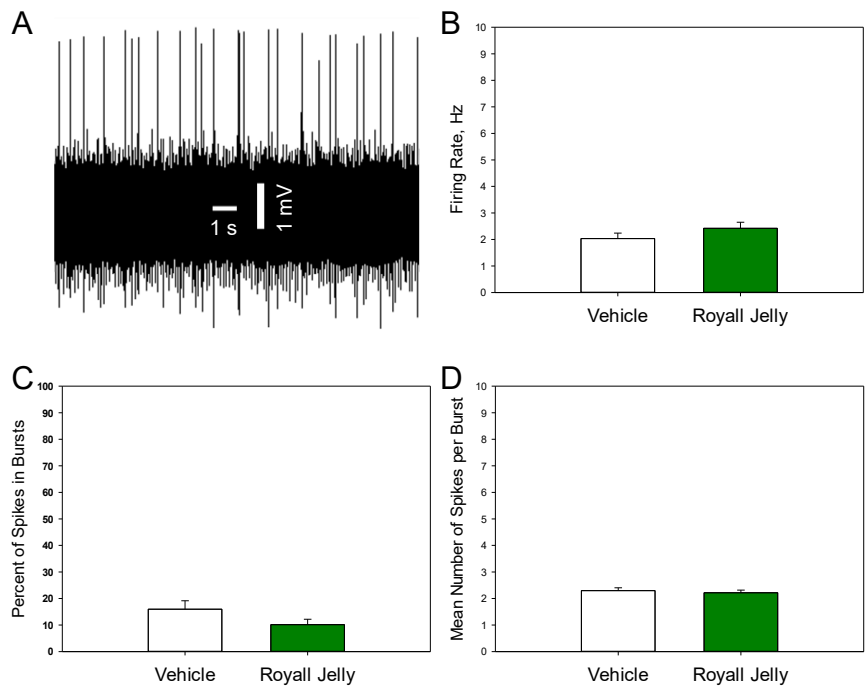 A
1 s
1 mV
B
Firing Rate, Hz
10
9
8
7
6
5
4
3
2
1
0
Vehicle
Royall Jelly
C
Percent of Spikes in Bursts
100
90
80
70
60
50
40
30
20
10
0
Vehicle
Royall Jelly
D
Mean Number of Spikes per Burst
10
9
8
7
6
5
4
3
2
1
0
Vehicle
Royall Jelly